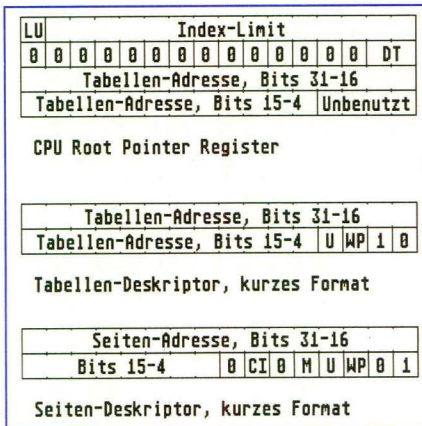 LU Index-Limit
0 0 0 0 0 0 0 0 0 0 0 0 0 0 DT
Tabellen-Adresse, Bits 31-16
Tabellen-Adresse, Bits 15-4 Unbenutzt
CPU Root Pointer Register
Tabellen-Adresse, Bits 31-16
Tabellen-Adresse, Bits 15-4 U WP 1 0
Tabellen-Deskriptor, kurzes Format
Seiten-Adresse, Bits 31-16
Bits 15-4 0 CI 0 M U WP 0 1
Seiten-Deskriptor, kurzes Format